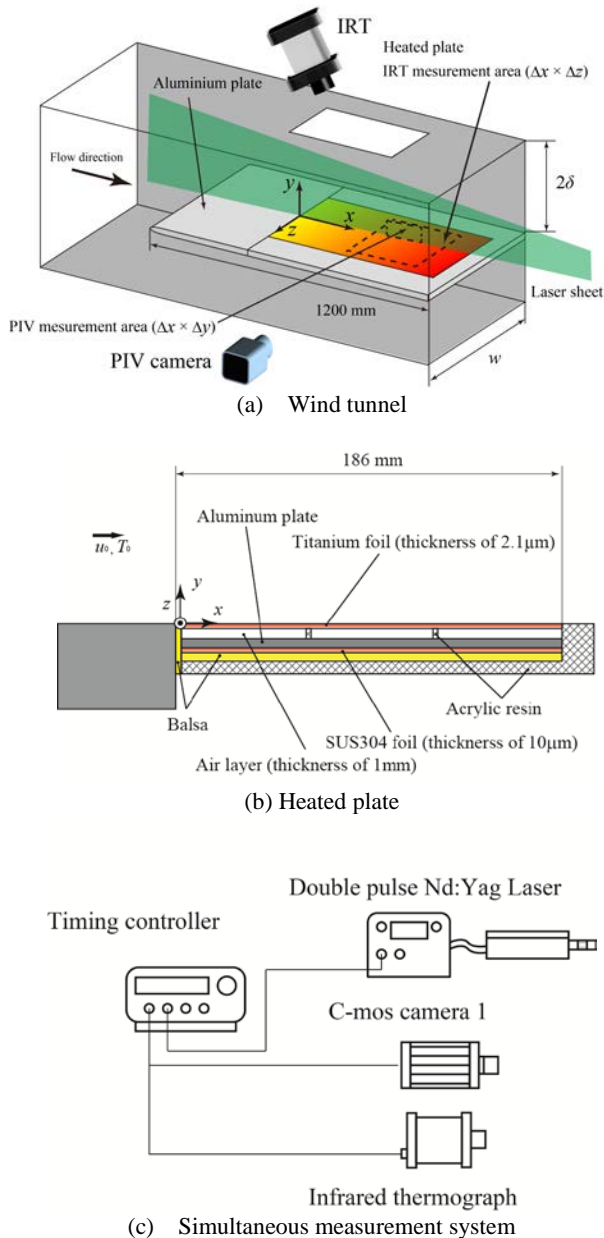 IRT
Heated plate
IRT mesurement area (Δx × Δz)
Aluminium plate
Flow direction
y
x
z
2δ
1200 mm
Laser sheet
PIV mesurement area (Δx × Δy)
PIV camera
w
(a) Wind tunnel
186 mm
Aluminum plate
Titanium foil (thicknerss of 2.1μm)
u₀, T₀
y
z
x
Balsa
Acrylic resin
SUS304 foil (thicknerss of 10μm)
Air layer (thicknerss of 1mm)
(b) Heated plate
Double pulse Nd:Yag Laser
Timing controller
C-mos camera 1
Infrared thermograph
(c) Simultaneous measurement system